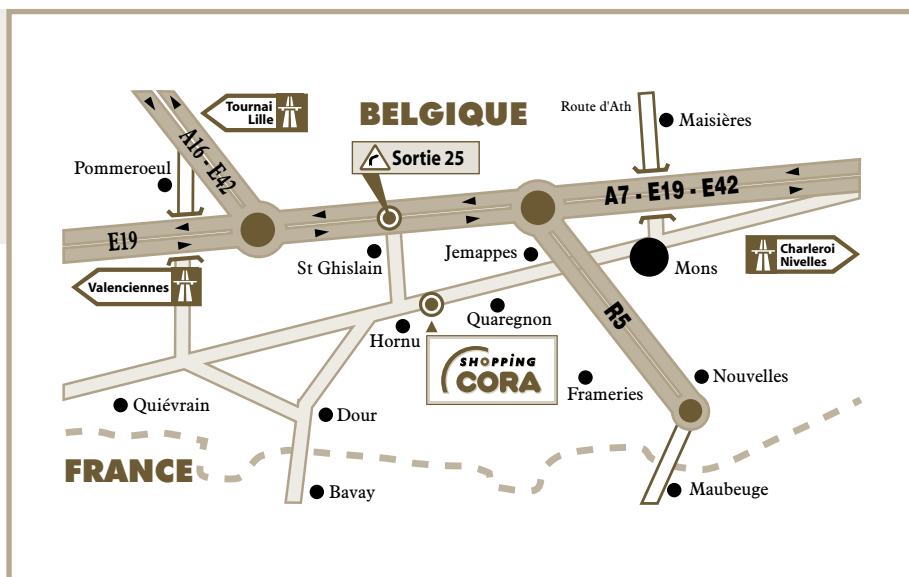 Tournai
Lille
BELGIQUE
Route d'Ath
Maisières
A16 - E42
Sortie 25
Pommeroeul
A7 - E19 - E42
E19
St Ghislain
Jemappes
Mons
Charleroi
Nivelles
Valenciennes
Hornu
Quaregnon
R5
SHOPPING
CORA
Frameries
Nouvelles
Quiévrain
Dour
FRANCE
Bavay
Maubeuge